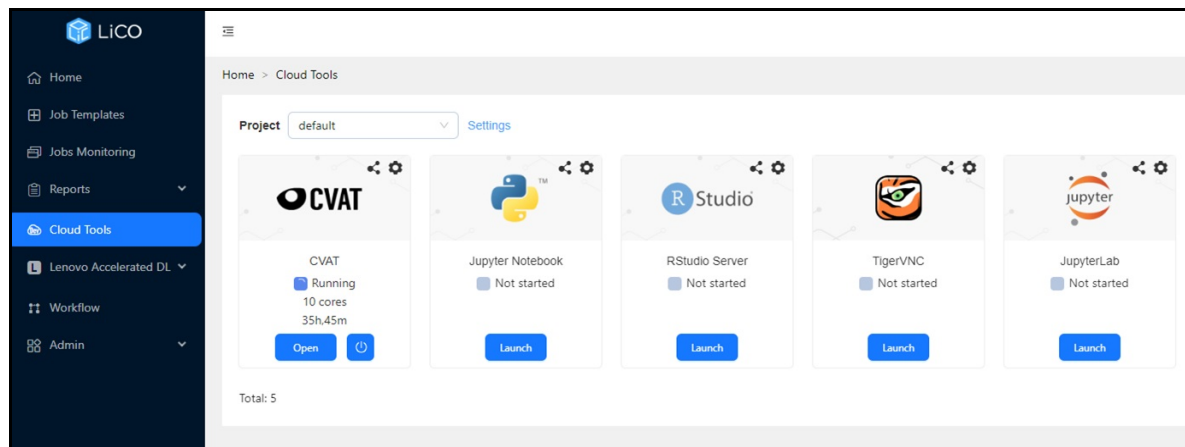 LiCO
Home
Job Templates
Jobs Monitoring
Reports
Cloud Tools
L Lenovo Accelerated DL
Workflow
Admin
Home > Cloud Tools
Project default Settings
CVAT
CVAT
Running
10 cores
35h,45m
Open
TM
Jupyter Notebook
Not started
Launch
R Studio
RStudio Server
Not started
Launch
TigerVNC
Not started
Launch
jupyter
JupyterLab
Not started
Launch
Total: 5